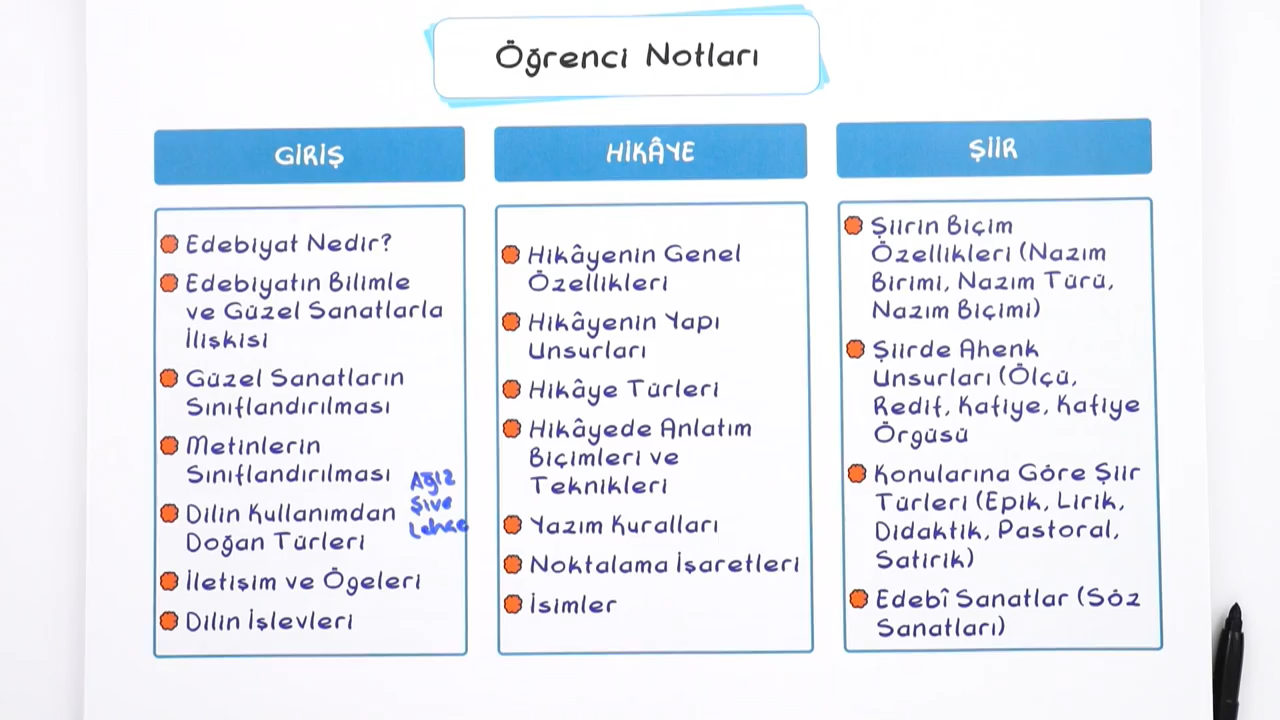 Öğrenci Notları
GİRİŞ
Edebiyat Nedir?
Edebiyatın Bilimle
ve Güzel Sanatlarla
İlişkisi
Güzel Sanatların
Sınıflandırılması
Metinlerin
Sınıflandırılması
Dilin Kullanımdan
Doğan Türleri
Ağız
Şive
Lehçe
İletişim ve Ögeleri
Dilin İşlevleri
HİKÂYE
Hikâyenin Genel
Özellikleri
Hikâyenin Yapı
Unsurları
Hikâye Türleri
Hikâyede Anlatım
Biçimleri ve
Teknikleri
Yazım Kuralları
Noktalama İşaretleri
İsimler
ŞİİR
Şiirin Biçim
Özellikleri (Nazım
Birimi, Nazım Türü,
Nazım Biçimi)
Şiirde Ahenk
Unsurları (Ölçü,
Redif, Kafiye, Kafiye
Örgüsü
Konularına Göre Şiir
Türleri (Epik, Lirik,
Didaktik, Pastoral,
Satirik)
Edebî Sanatlar (Söz
Sanatları)